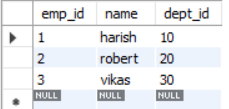 emp_id name dept_id
1 harish 10
2 robert 20
3 vikas 30
NULL NULL NULL